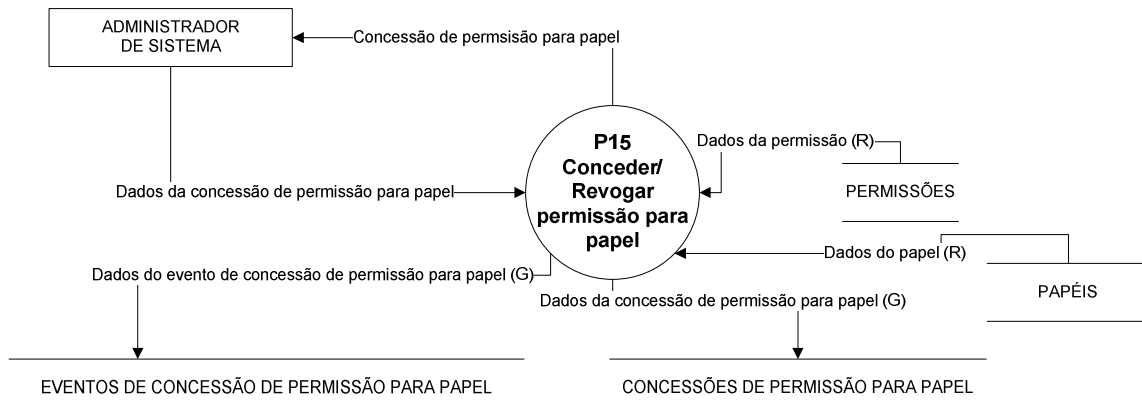 ADMINISTRADOR
DE SISTEMA
Concessão de permsisão para papel
P15
Conceder/
Revogar
permissão para
papel
Dados da permissão (R)
PERMISSÕES
Dados da concessão de permissão para papel
Dados do papel (R)
PAPÉIS
Dados do evento de concessão de permissão para papel (G)
Dados da concessão de permissão para papel (G)
EVENTOS DE CONCESSÃO DE PERMISSÃO PARA PAPEL
CONCESSÕES DE PERMISSÃO PARA PAPEL